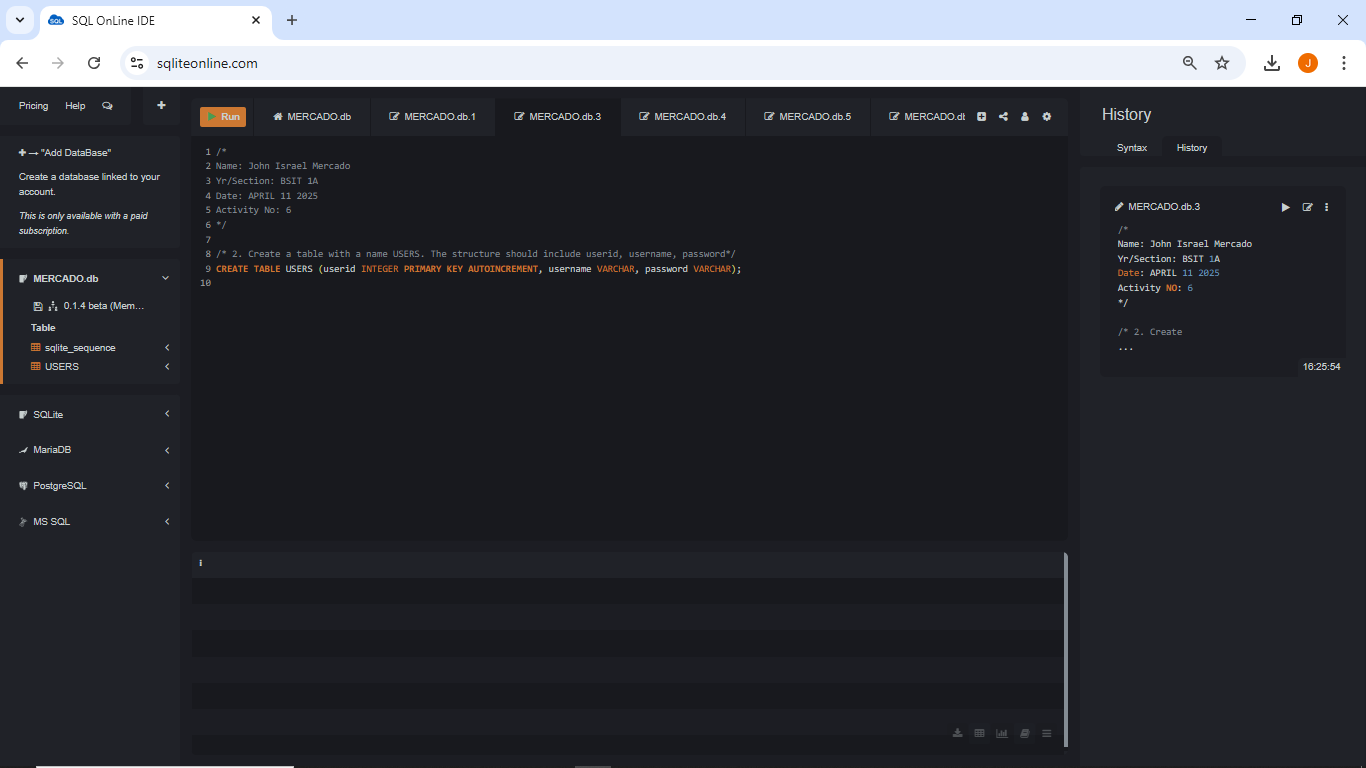 SQL OnLine IDE
sqliteonline.com
J
Pricing Help
"Add DataBase"
Create a database linked to your
account.
This is only available with a paid
subscription.
MERCADO.db
0.1.4 beta (Mem...
Table
sqlite_sequence
USERS
SQLite
MariaDB
PostgreSQL
MS SQL
Run MERCADO.db MERCADO.db.1 MERCADO.db.3 MERCADO.db.4 MERCADO.db.5 MERCADO.db
1 /*
2 Name: John Israel Mercado
3 Yr/Section: BSIT 1A
4 Date: APRIL 11 2025
5 Activity No: 6
6 */
7
8 /* 2. Create a table with a name USERS. The structure should include userid, username, password*/
9 CREATE TABLE USERS (userid INTEGER PRIMARY KEY AUTOINCREMENT, username VARCHAR, password VARCHAR);
10
i
History
Syntax History
MERCADO.db.3
/*
Name: John Israel Mercado
Yr/Section: BSIT 1A
Date: APRIL 11 2025
Activity NO: 6
*/
/* 2. Create
...
16:25:54